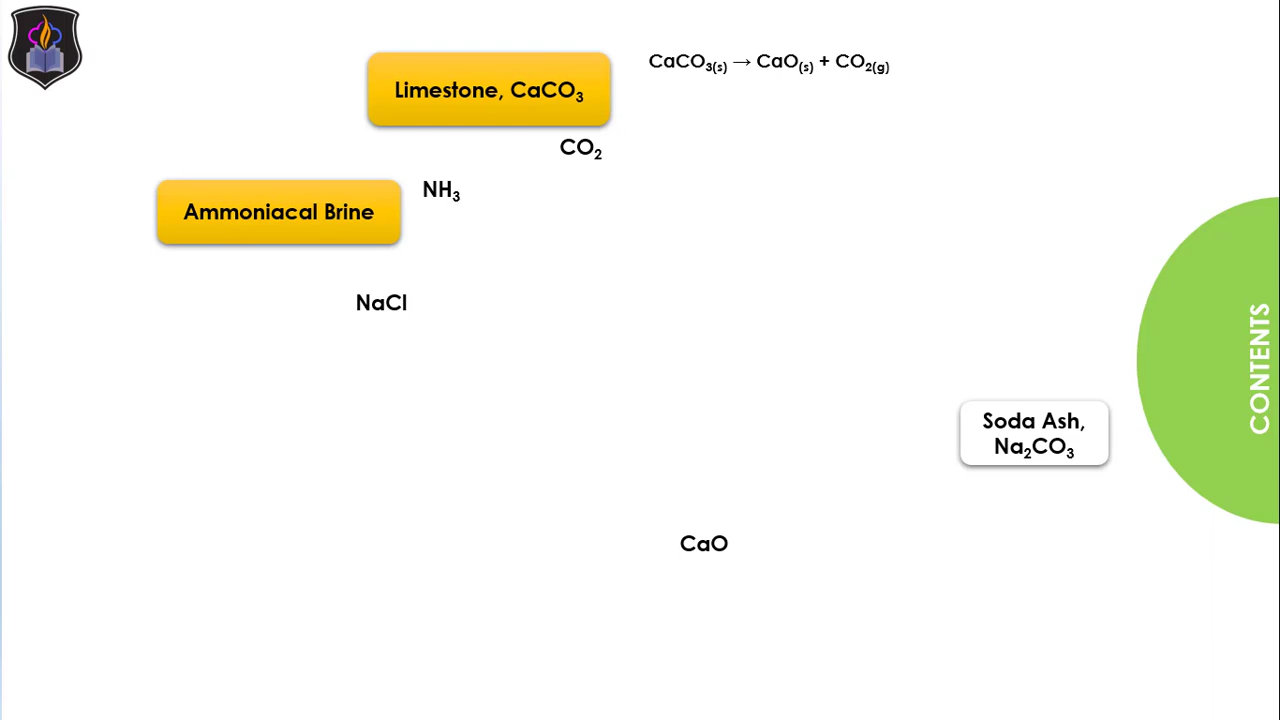 Limestone, CaCO₃
CaCO₃₍ₛ₎ → CaO₍ₛ₎ + CO₂₍g₎
CO₂
NH₃
Ammoniacal Brine
NaCl
CONTENTS
Soda Ash,
Na₂CO₃
CaO